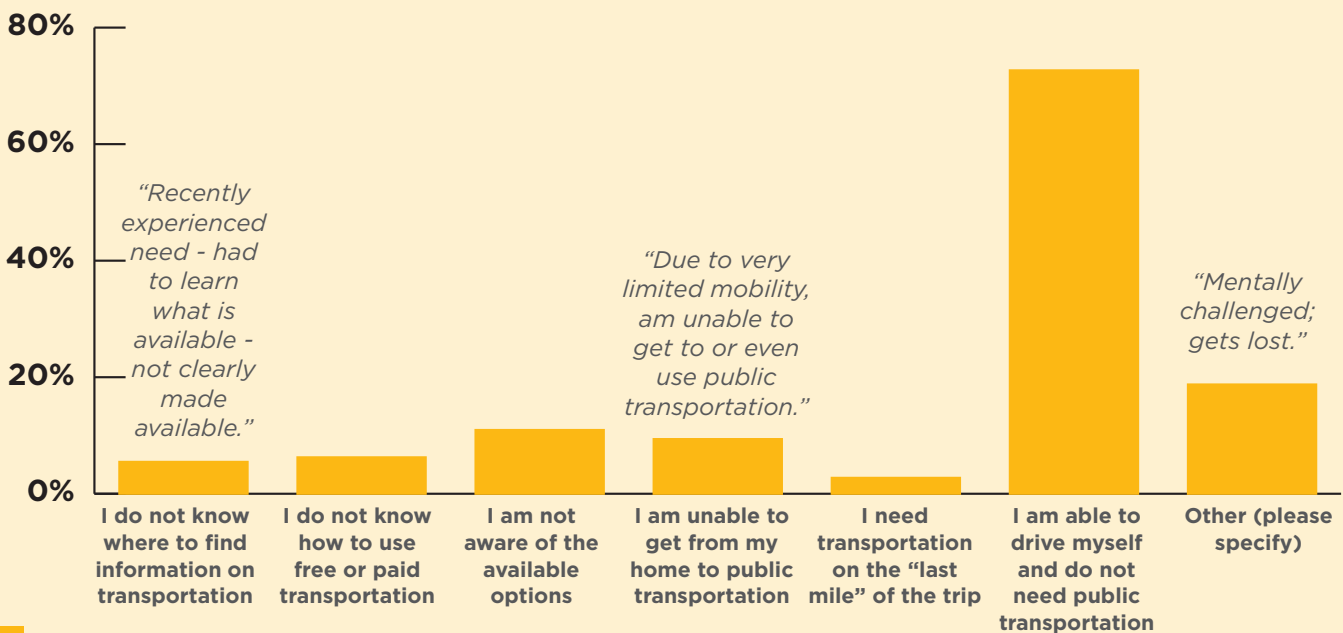 80%
60%
40%
20%
0%
“Recently
experienced
need - had
to learn
what is
available -
not clearly
made
available.”
“Due to very
limited mobility,
am unable to
get to or even
use public
transportation.”
“Mentally
challenged;
gets lost.”
I do not know
where to find
information on
transportation
I do not know
how to use
free or paid
transportation
I am not
aware of the
available
options
I am unable to
get from my
home to public
transportation
I need
transportation
on the “last
mile” of the trip
I am able to
drive myself
and do not
need public
transportation
Other (please
specify)